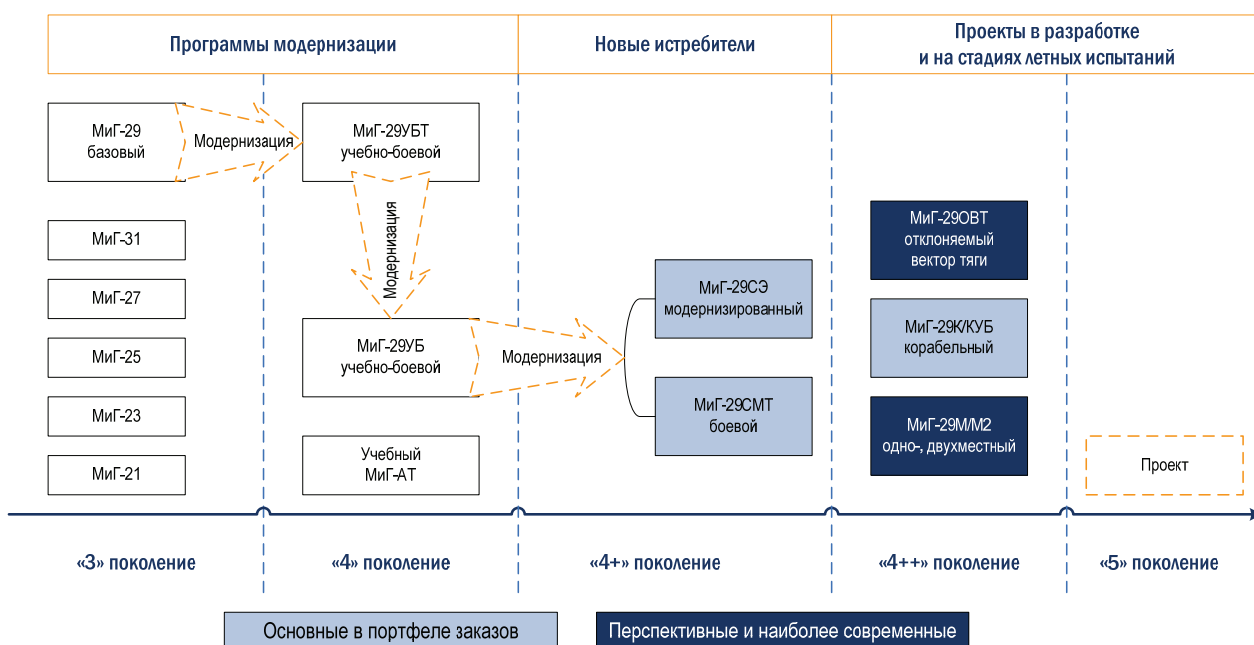 Программы модернизации
Новые истребители
Проекты в разработке
и на стадиях летных испытаний
МиГ-29
базовый
Модернизация
МиГ-29УБТ
учебно-боевой
Модернизация
МиГ-31
МиГ-27
МиГ-25
МиГ-23
МиГ-21
МиГ-29УБ
учебно-боевой
Модернизация
Учебный
МиГ-АТ
МиГ-29СЭ
модернизированный
МиГ-29СМТ
боевой
МиГ-29ОВТ
отклоняемый
вектор тяги
МиГ-29К/КУБ
корабельный
МиГ-29М/М2
одно-, двухместный
Проект
«3» поколение
«4» поколение
«4+» поколение
«4++» поколение
«5» поколение
Основные в портфеле заказов
Перспективные и наиболее современные